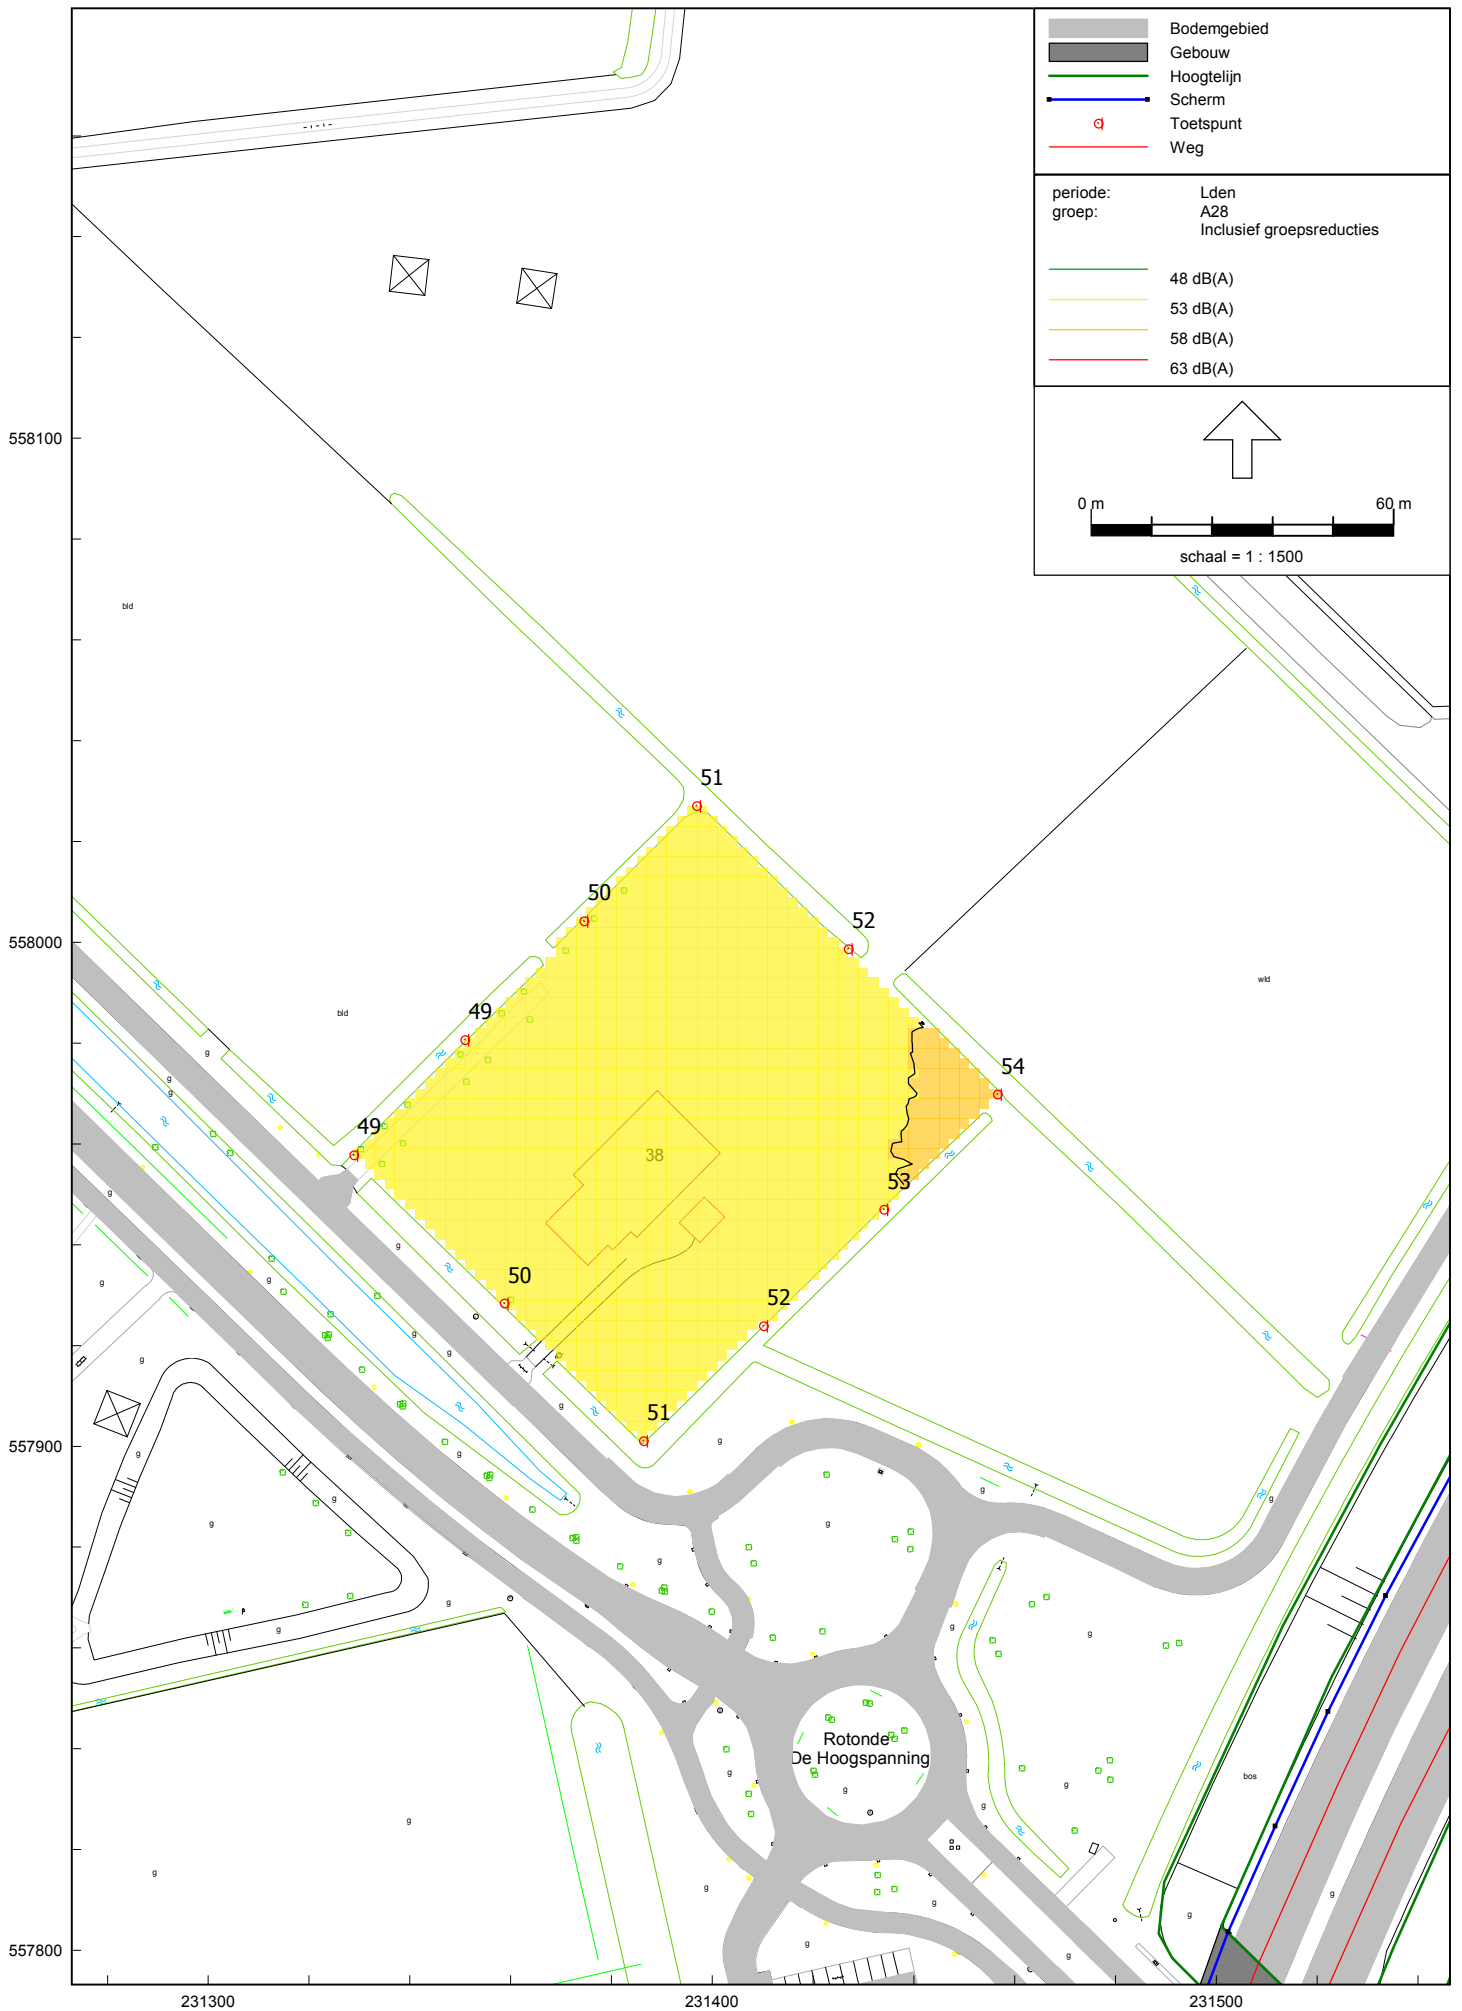 Bodemgebied
Gebouw
Hoogtelijn
Scherm
Toetspunt
Weg
periode: Lden
groep: A28
Inclusief groepsreducties
48 dB(A)
53 dB(A)
58 dB(A)
63 dB(A)
0 m 60 m
schaal = 1 : 1500
558100
bld
51
50
52
558000
wld
bld
49
g
54
49
38
53
g
g
g
50
52
g
g
51
g
557900
g
g
g
g
g
g
g
g
g
Rotonde
De Hoogspanning
bos
g
g
g
g
g
g
g
g
g
g
557800
231300 231400 231500